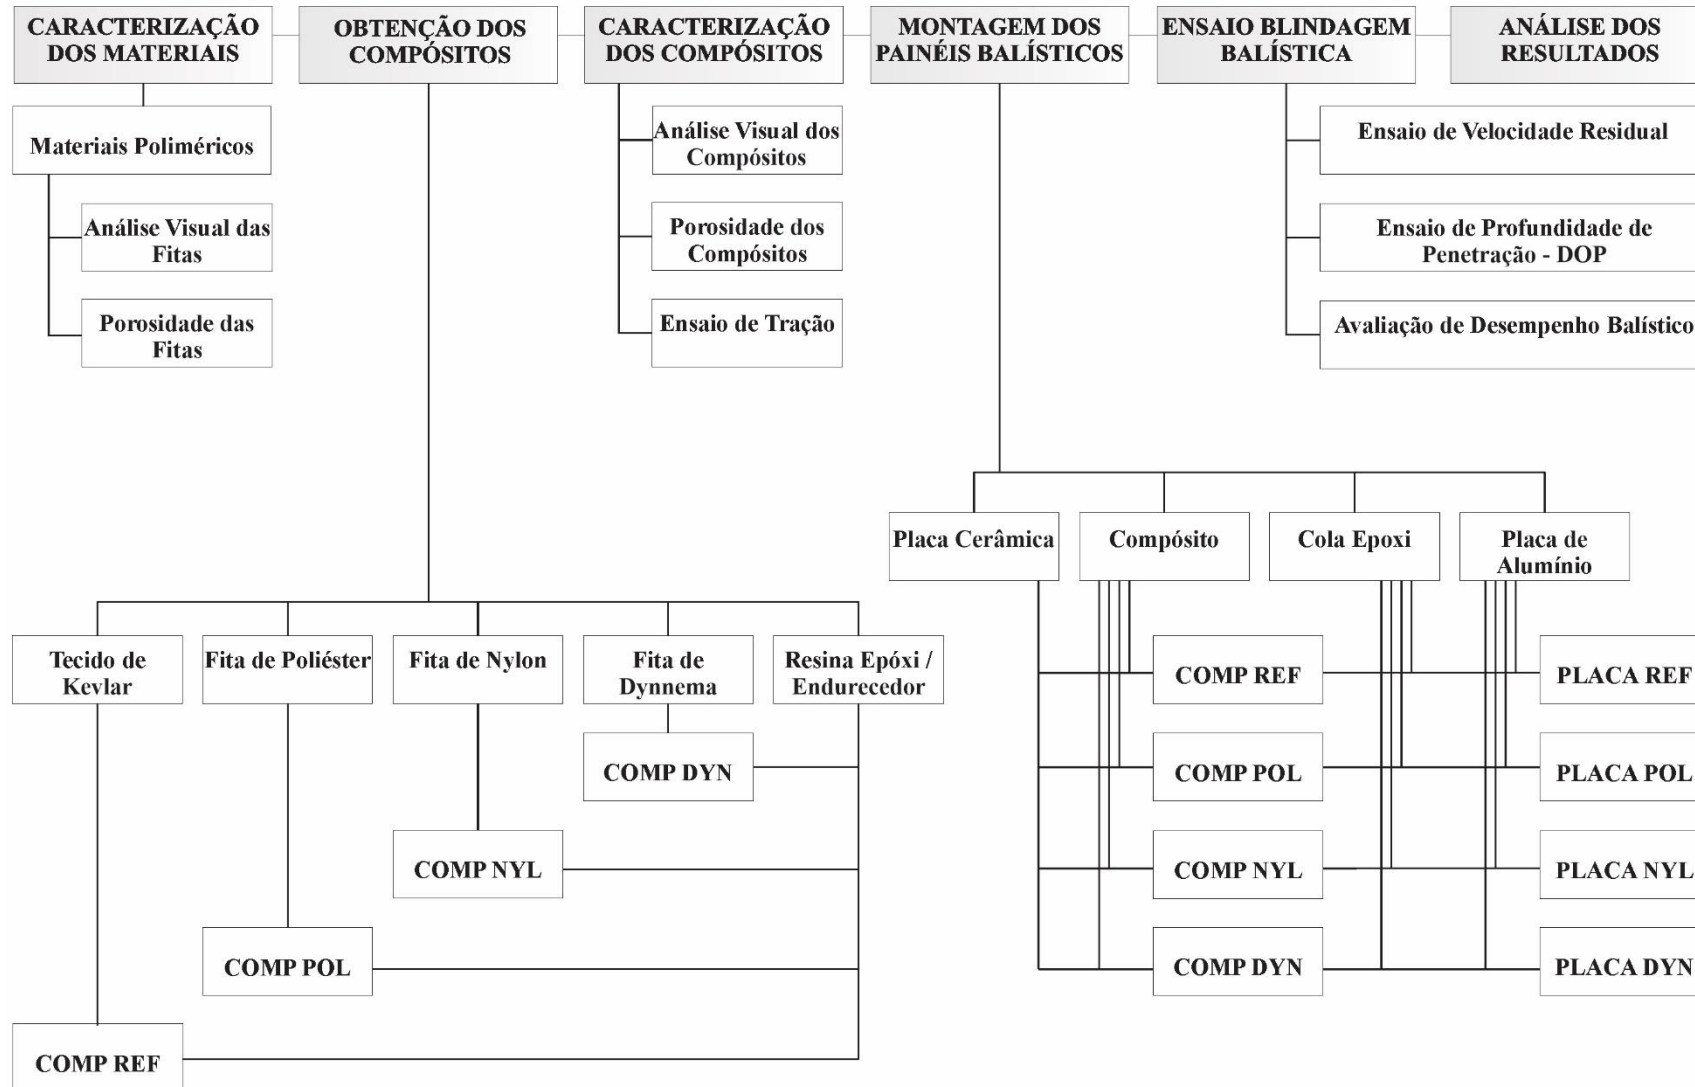 CARACTERIZAÇÃO
DOS MATERIAIS
OBTENÇÃO DOS
COMPÓSITOS
CARACTERIZAÇÃO
DOS COMPÓSITOS
MONTAGEM DOS
PAINÉIS BALÍSTICOS
ENSAIO BLINDAGEM
BALÍSTICA
ANÁLISE DOS
RESULTADOS
Materiais Poliméricos
Análise Visual das
Fitas
Porosidade das
Fitas
Análise Visual dos
Compósitos
Porosidade dos
Compósitos
Ensaio de Tração
Ensaio de Velocidade Residual
Ensaio de Profundidade de
Penetração - DOP
Avaliação de Desempenho Balístico
Placa Cerâmica
Compósito
Cola Epoxi
Placa de
Alumínio
Tecido de
Kevlar
Fita de Poliéster
Fita de Nylon
Fita de
Dynnema
Resina Epóxi /
Endurecedor
COMP DYN
COMP NYL
COMP POL
COMP REF
COMP REF
PLACA REF
COMP POL
PLACA POL
COMP NYL
PLACA NYL
COMP DYN
PLACA DYN